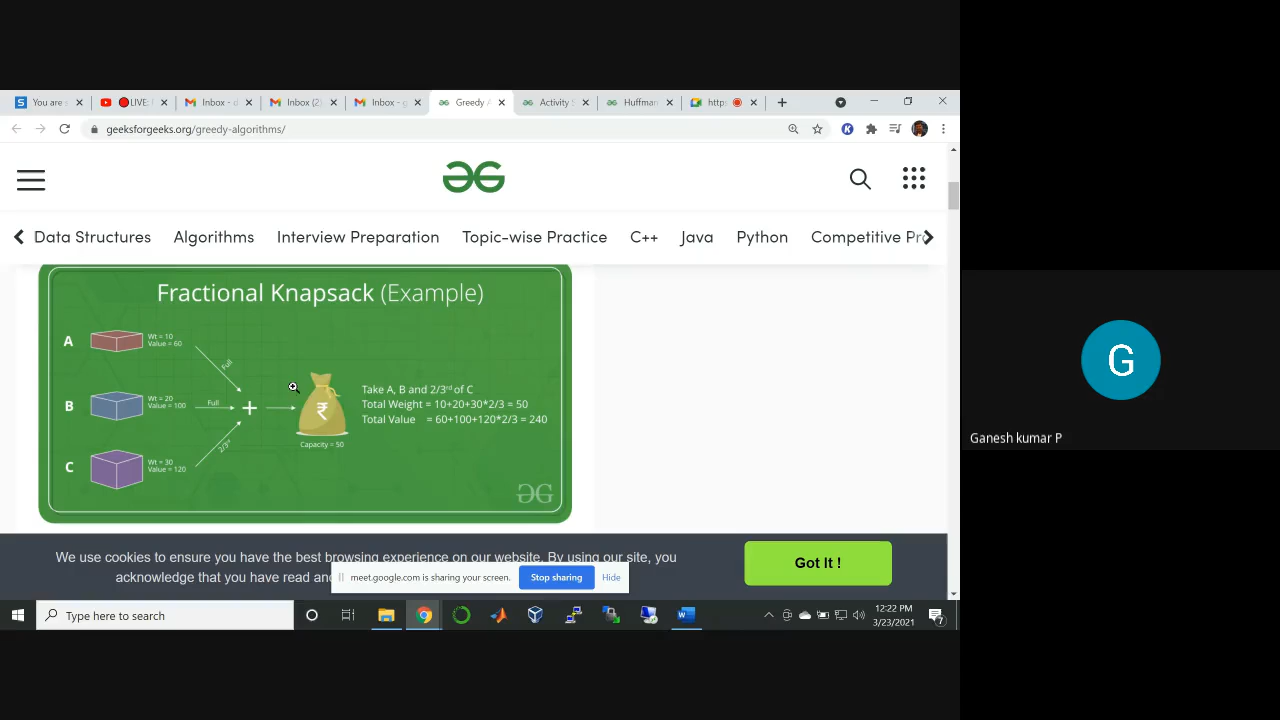 You are
LIVE:
Inbox - d
Inbox (2)
Inbox - g
Greedy A
Activity S
Huffman
http
geeksforgeeks.org/greedy-algorithms/
Data Structures
Algorithms
Interview Preparation
Topic-wise Practice
C++
Java
Python
Competitive Pr
Fractional Knapsack (Example)
A
Wt = 10
Value = 60
Full
B
Wt = 20
Value = 100
Full
+
₹
Capacity = 50
Take A, B and 2/3rd of C
Total Weight = 10+20+30*2/3 = 50
Total Value = 60+100+120*2/3 = 240
C
Wt = 30
Value = 120
2/3rd
G
Ganesh kumar P
We use cookies to ensure you have the best browsing experience on our website. By using our site, you
acknowledge that you have read and
Got It !
meet.google.com is sharing your screen.
Stop sharing
Hide
Type here to search
12:22 PM
3/23/2021
7